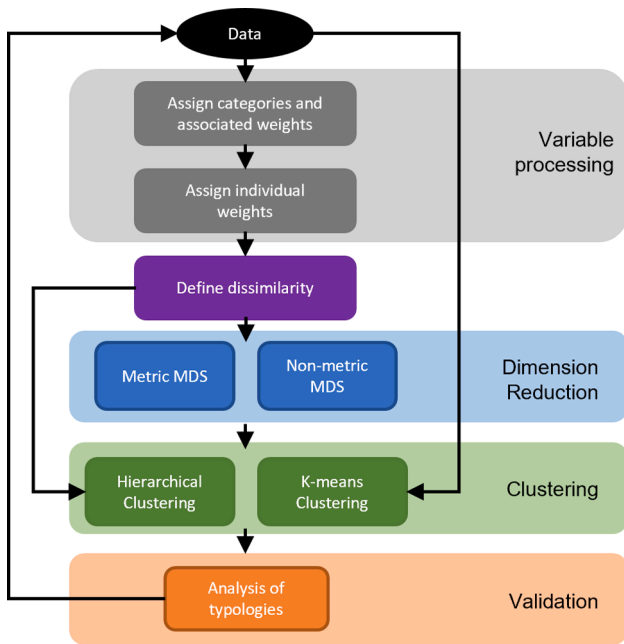 Data
Assign categories and
associated weights
Variable
processing
Assign individual
weights
Define dissimilarity
Metric MDS
Non-metric
MDS
Dimension
Reduction
Hierarchical
Clustering
K-means
Clustering
Clustering
Analysis of
typologies
Validation